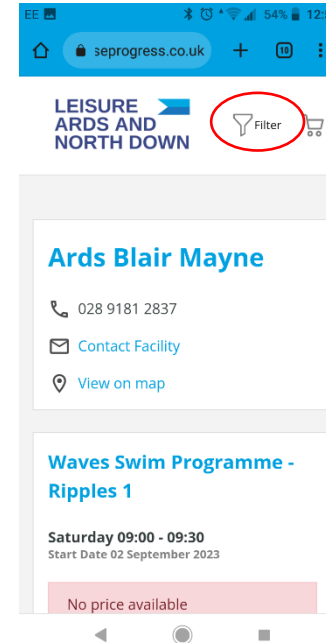 EE 54% 12:
seprogress.co.uk 10
LEISURE
ARDS AND
NORTH DOWN
Filter
Ards Blair Mayne
028 9181 2837
Contact Facility
View on map
Waves Swim Programme -
Ripples 1
Saturday 09:00 - 09:30
Start Date 02 September 2023
No price available